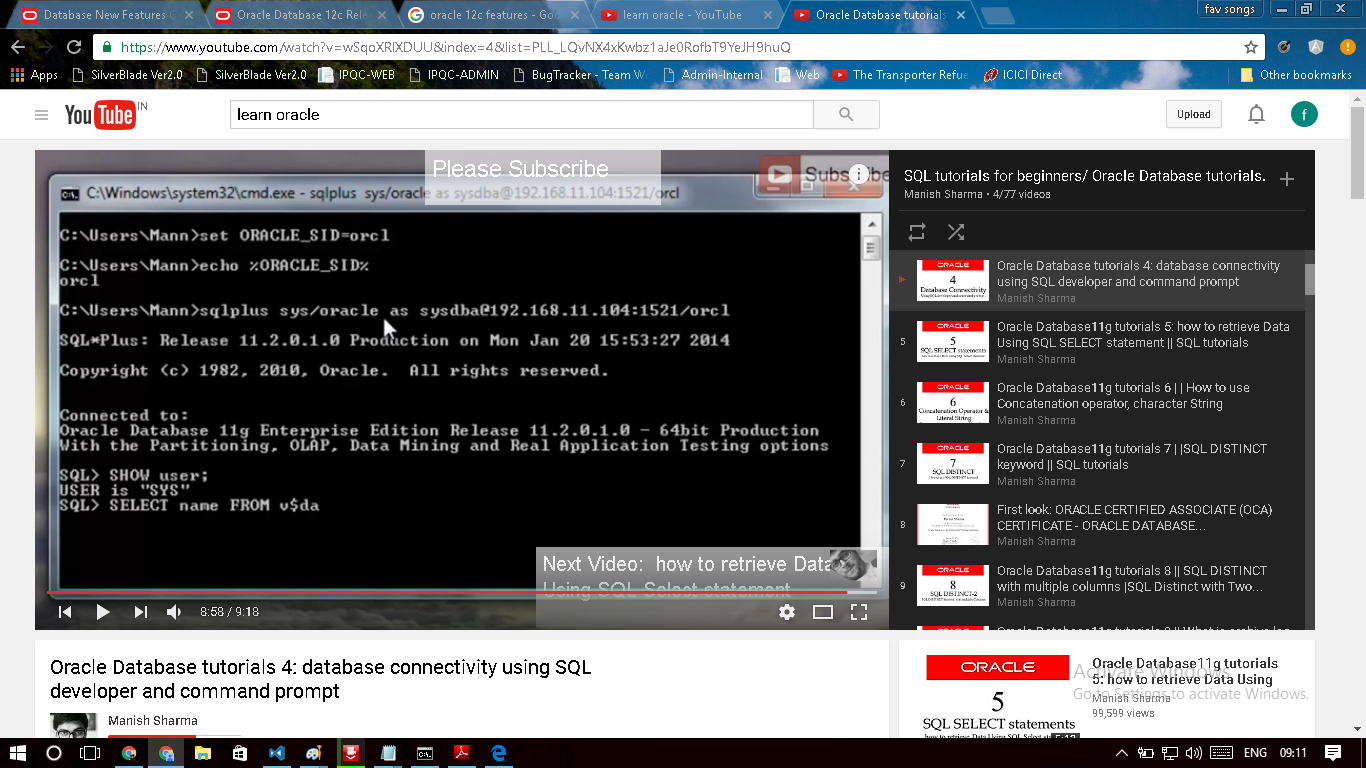 Database New Features G
Oracle Database 12c Rele
oracle 12c features - Goo
learn oracle - YouTube
Oracle Database tutorials
fav songs
https://www.youtube.com/watch?v=wSqoXRlXDUU&index=4&list=PLL_LQvNX4xKwbz1aJe0RofbT9YeJH9huQ
Apps
SilverBlade Ver2.0
SilverBlade Ver2.0
IPQC-WEB
IPQC-ADMIN
BugTracker - Team W
Admin-Internal
Web
The Transporter Refue
ICICI Direct
Other bookmarks
YouTube IN
learn oracle
Upload
f
Please Subscribe
Subscribe
C:\Windows\system32\cmd.exe - sqlplus sys/oracle as sysdba@192.168.11.104:1521/orcl
C:\Users\Mann>set ORACLE_SID=orcl
C:\Users\Mann>echo %ORACLE_SID%
orcl
C:\Users\Mann>sqlplus sys/oracle as sysdba@192.168.11.104:1521/orcl
SQL*Plus: Release 11.2.0.1.0 Production on Mon Jan 20 15:53:27 2014
Copyright (c) 1982, 2010, Oracle. All rights reserved.
Connected to:
Oracle Database 11g Enterprise Edition Release 11.2.0.1.0 - 64bit Production
With the Partitioning, OLAP, Data Mining and Real Application Testing options
SQL> SHOW user;
USER is "SYS"
SQL> SELECT name FROM v$da
Next Video: how to retrieve Data
Using SQL Select statement
8:58 / 9:18
SQL tutorials for beginners/ Oracle Database tutorials.
Manish Sharma • 4/77 videos
ORACLE
4
Database Connectivity
Oracle Database tutorials 4: database connectivity
using SQL developer and command prompt
Manish Sharma
5
ORACLE
5
SQL SELECT statements
Oracle Database11g tutorials 5: how to retrieve Data
Using SQL SELECT statement || SQL tutorials
Manish Sharma
6
ORACLE
6
Concatenation Operator &
Literal String
Oracle Database11g tutorials 6 | | How to use
Concatenation operator, character String
Manish Sharma
7
ORACLE
7
SQL DISTINCT
Oracle Database11g tutorials 7 | |SQL DISTINCT
keyword || SQL tutorials
Manish Sharma
8
First look: ORACLE CERTIFIED ASSOCIATE (OCA)
CERTIFICATE - ORACLE DATABASE...
Manish Sharma
9
ORACLE
8
SQL DISTINCT-2
Oracle Database11g tutorials 8 || SQL DISTINCT
with multiple columns |SQL Distinct with Two...
Manish Sharma
Oracle Database tutorials 4: database connectivity using SQL
developer and command prompt
Manish Sharma
ORACLE
5
SQL SELECT statements
how to retrieve Data Using SQL Select
5:13
Oracle Database11g tutorials
5: how to retrieve Data Using
Manish Sharma
99,599 views
Activate Windows
Go to Settings to activate Windows.
ENG
09:11